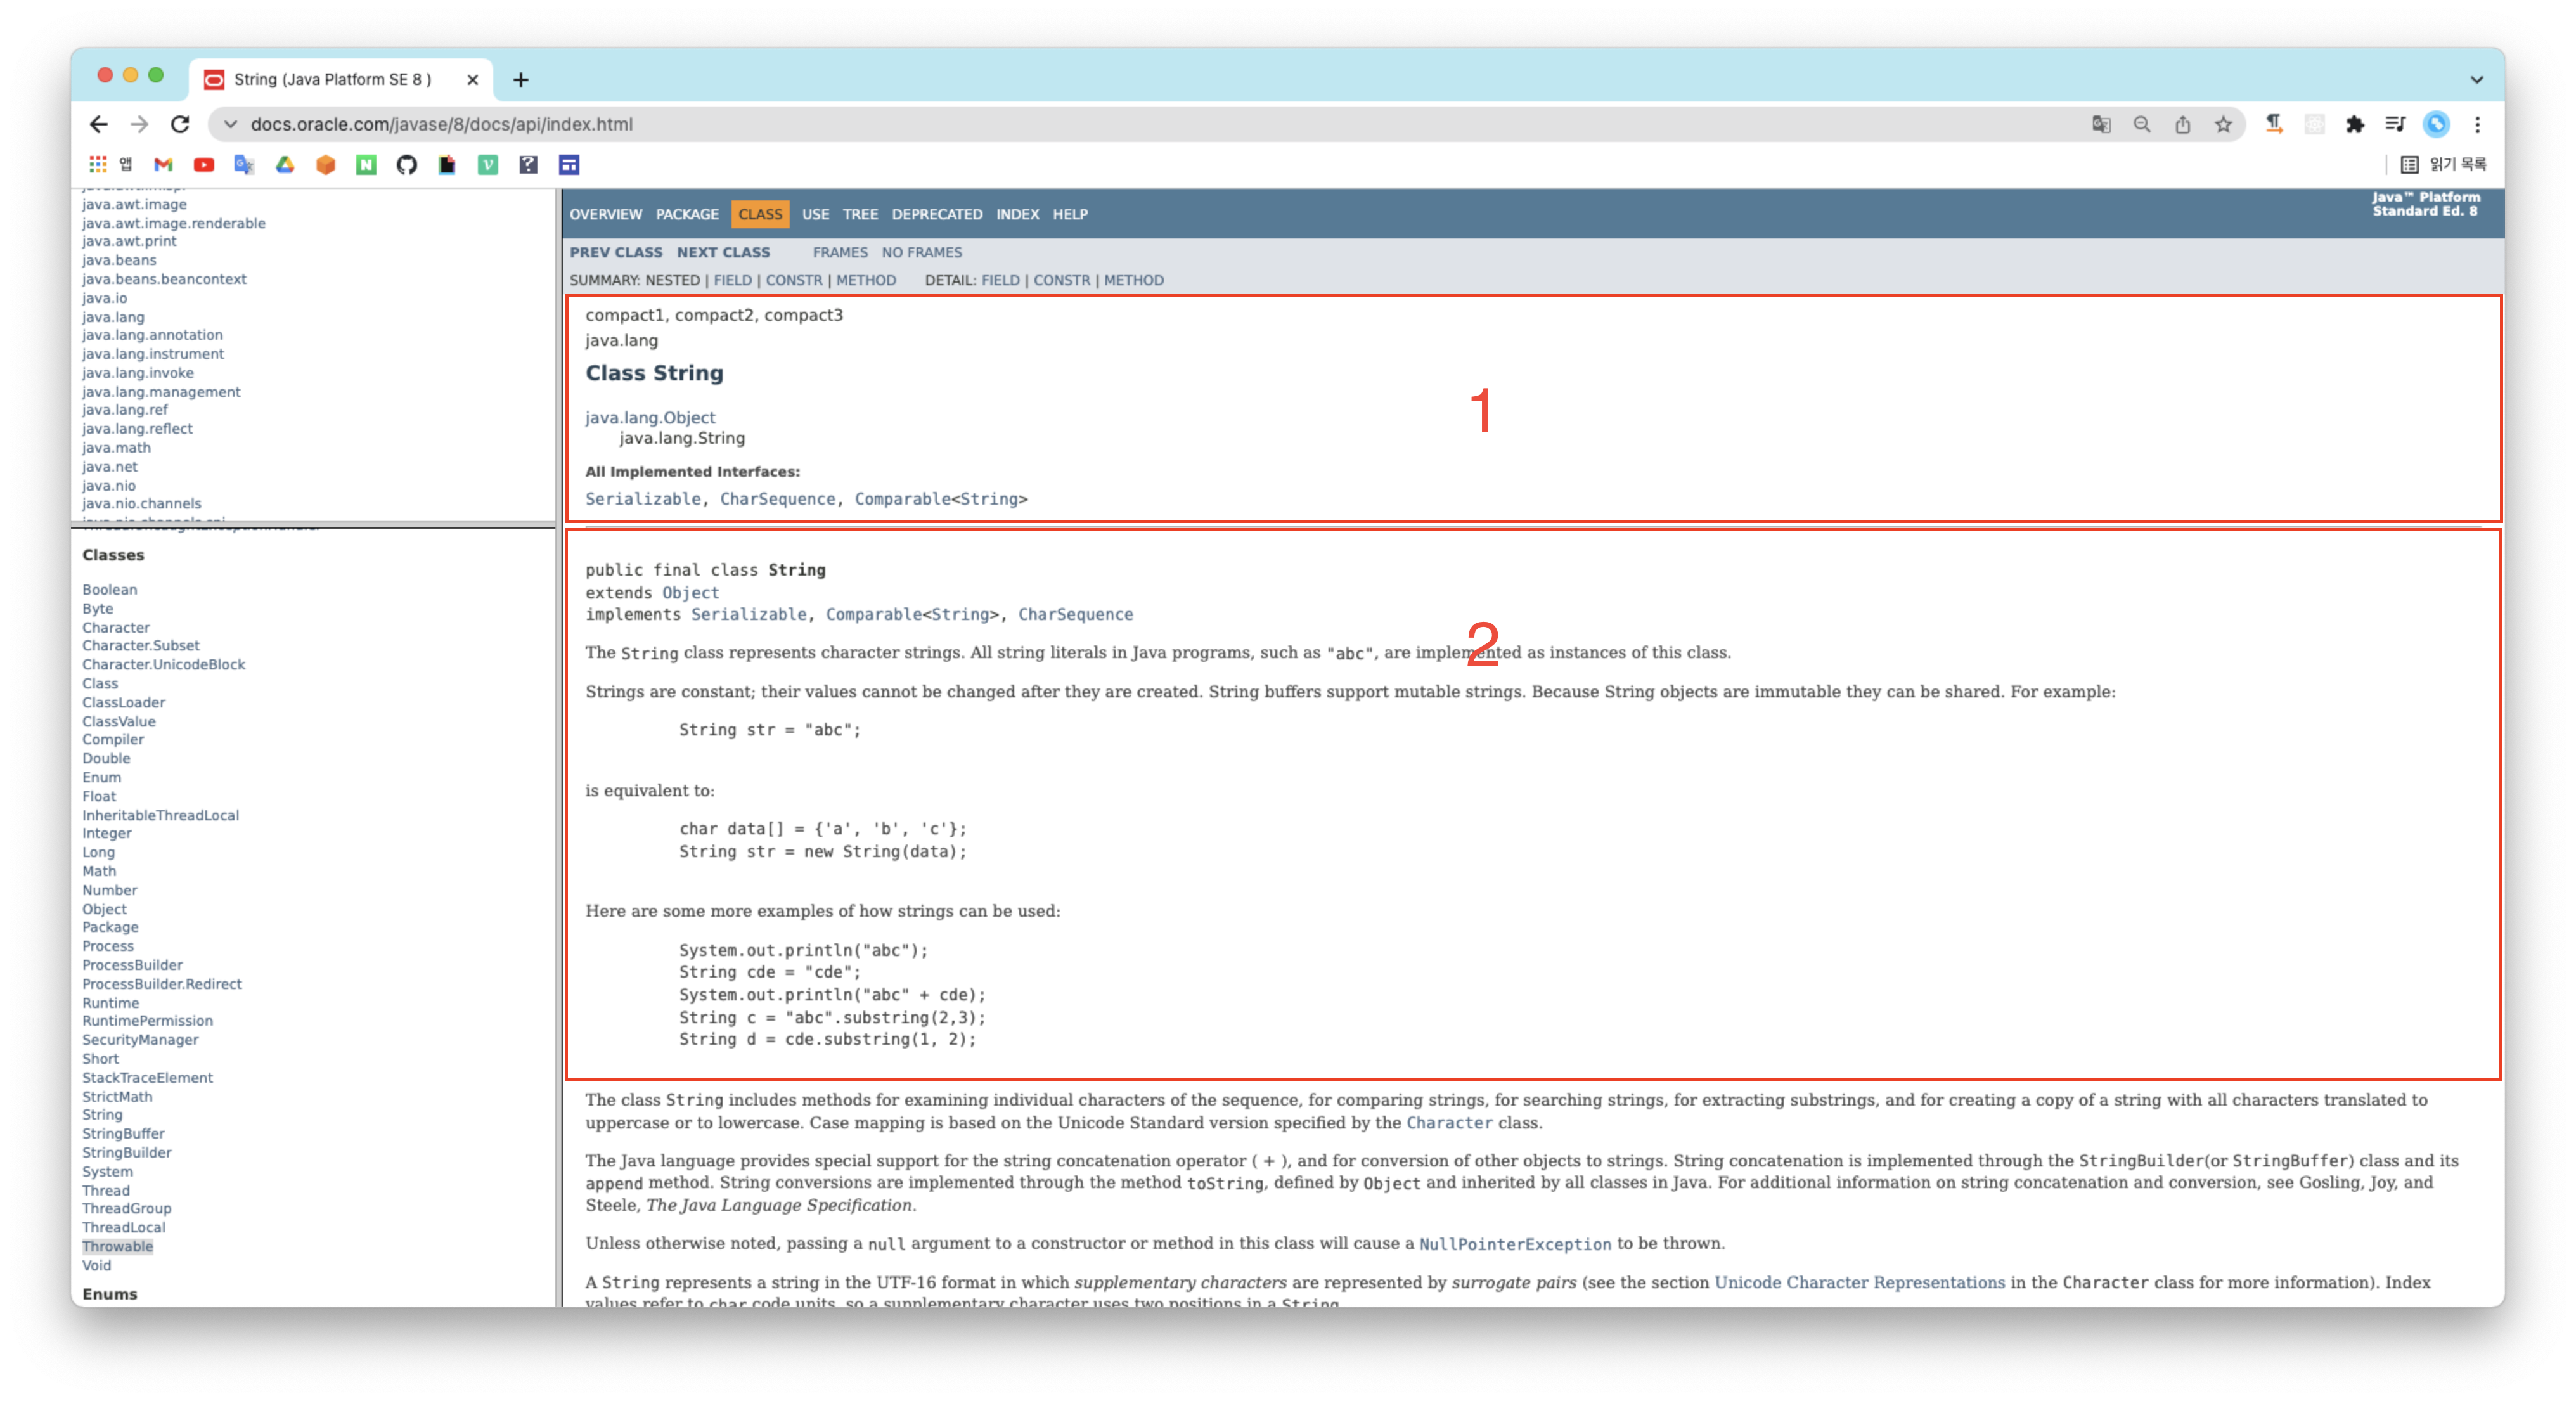 String (Java Platform SE 8 )
docs.oracle.com/javase/8/docs/api/index.html
앱
읽기 목록
java.awt.image
java.awt.image.renderable
java.awt.print
java.beans
java.beans.beancontext
java.io
java.lang
java.lang.annotation
java.lang.instrument
java.lang.invoke
java.lang.management
java.lang.ref
java.lang.reflect
java.math
java.net
java.nio
java.nio.channels
Classes
Boolean
Byte
Character
Character.Subset
Character.UnicodeBlock
Class
ClassLoader
ClassValue
Compiler
Double
Enum
Float
InheritableThreadLocal
Integer
Long
Math
Number
Object
Package
Process
ProcessBuilder
ProcessBuilder.Redirect
Runtime
RuntimePermission
SecurityManager
Short
StackTraceElement
StrictMath
String
StringBuffer
StringBuilder
System
Thread
ThreadGroup
ThreadLocal
Throwable
Void
Enums
OVERVIEW PACKAGE CLASS USE TREE DEPRECATED INDEX HELP
Java™ Platform
Standard Ed. 8
PREV CLASS NEXT CLASS FRAMES NO FRAMES
SUMMARY: NESTED | FIELD | CONSTR | METHOD DETAIL: FIELD | CONSTR | METHOD
compact1, compact2, compact3
java.lang
Class String
1
java.lang.Object
java.lang.String
All Implemented Interfaces:
Serializable, CharSequence, Comparable<String>
public final class String
extends Object
implements Serializable, Comparable<String>, CharSequence
2
The String class represents character strings. All string literals in Java programs, such as "abc", are implemented as instances of this class.
Strings are constant; their values cannot be changed after they are created. String buffers support mutable strings. Because String objects are immutable they can be shared. For example:
String str = "abc";
is equivalent to:
char data[] = {'a', 'b', 'c'};
String str = new String(data);
Here are some more examples of how strings can be used:
System.out.println("abc");
String cde = "cde";
System.out.println("abc" + cde);
String c = "abc".substring(2,3);
String d = cde.substring(1, 2);
The class String includes methods for examining individual characters of the sequence, for comparing strings, for searching strings, for extracting substrings, and for creating a copy of a string with all characters translated to
uppercase or to lowercase. Case mapping is based on the Unicode Standard version specified by the Character class.
The Java language provides special support for the string concatenation operator ( + ), and for conversion of other objects to strings. String concatenation is implemented through the StringBuilder(or StringBuffer) class and its
append method. String conversions are implemented through the method toString, defined by Object and inherited by all classes in Java. For additional information on string concatenation and conversion, see Gosling, Joy, and
Steele, The Java Language Specification.
Unless otherwise noted, passing a null argument to a constructor or method in this class will cause a NullPointerException to be thrown.
A String represents a string in the UTF-16 format in which supplementary characters are represented by surrogate pairs (see the section Unicode Character Representations in the Character class for more information). Index
values refer to char code units, so a supplementary character uses two positions in a String.